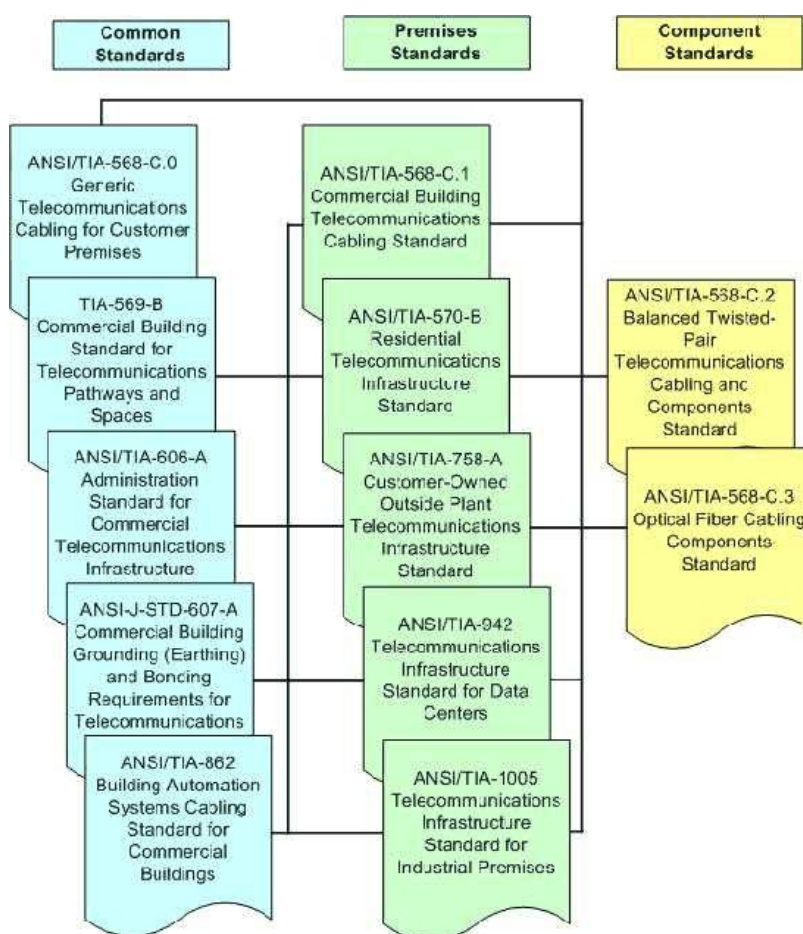 Common
Standards
Premises
Standards
Component
Standards
ANSI/TIA-568-C.0
Generic
Telecommunications
Cabling for Customer
Premises
TIA-569-B
Commercial Building
Standard for
Telecommunications
Pathways and
Spaces
ANSI/TIA-606-A
Administration
Standard for
Commercial
Telecommunications
Infrastructure
ANSI-J-STD-607-A
Commercial Building
Grounding (Earthing)
and Bonding
Requirements for
Telecommunications
ANSI/TIA-862
Building Automation
Systems Cabling
Standard for
Commercial
Buildings
ANSI/TIA-568-C.1
Commercial Building
Telecommunications
Cabling Standard
ANSI/TIA-570-B
Residential
Telecommunications
Infrastructure
Standard
ANSI/TIA-758-A
Customer-Owned
Outside Plant
Telecommunications
Infrastructure
Standard
ANSI/TIA-942
Telecommunications
Infrastructure
Standard for Data
Centers
ANSI/TIA-1005
Telecommunications
Infrastructure
Standard for
Industrial Premises
ANSI/TIA-568-C.2
Balanced Twisted-
Pair
Telecommunications
Cabling and
Components
Standard
ANSI/TIA-568-C.3
Optical Fiber Cabling
Components
Standard